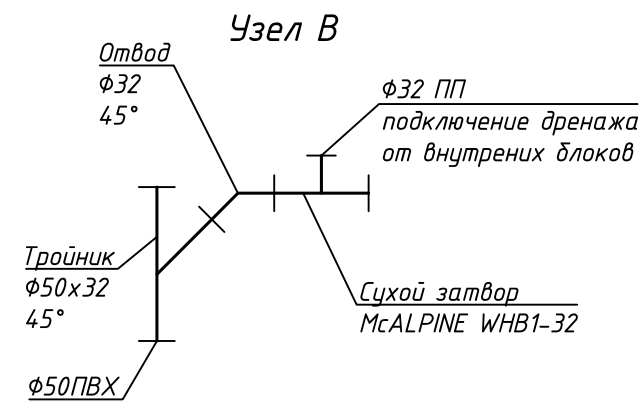 Узел В
Отвод
Ф32
45°
Ф32 ПП
подключение дренажа
от внутрених блоков
Тройник
Ф50х32
45°
Сухой затвор
McALPINE WHB1-32
Ф50ПВХ